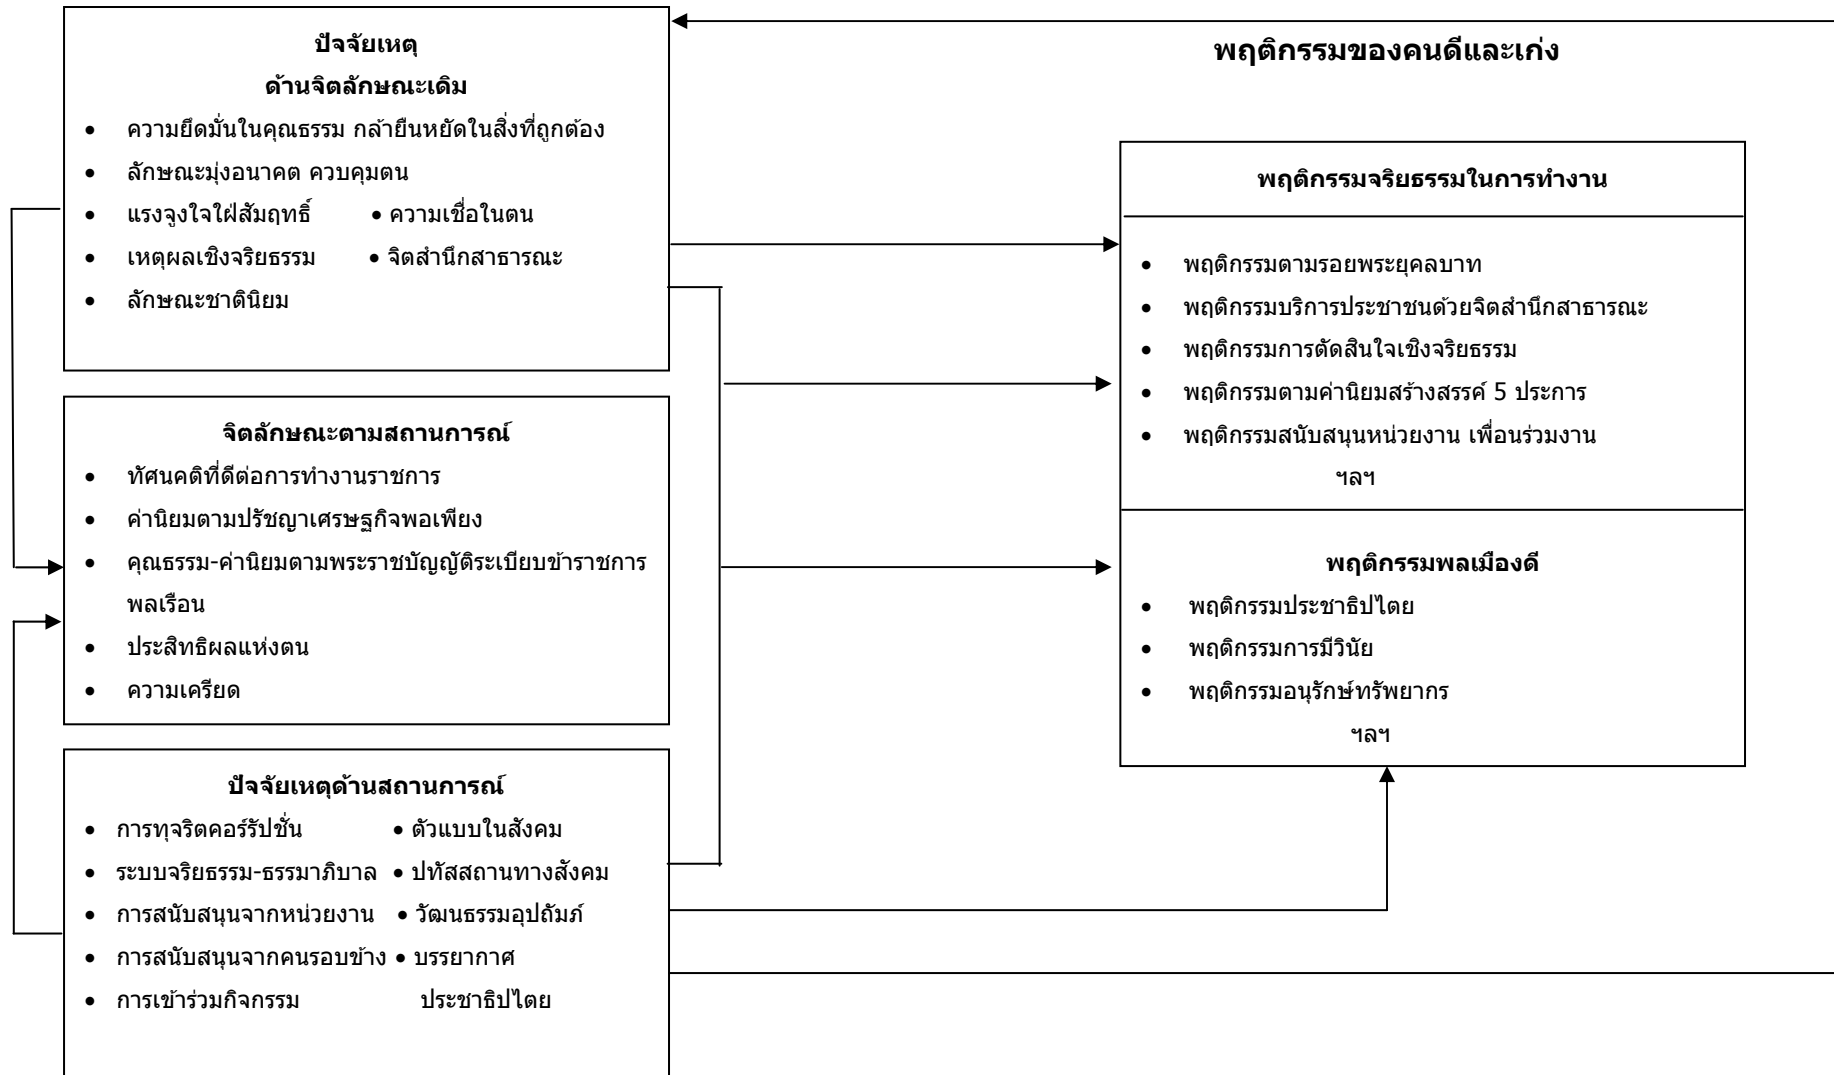 ปัจจัยเหตุ
ด้านจิตลักษณะเดิม
• ความยึดมั่นในคุณธรรม กล้ายืนหยัดในสิ่งที่ถูกต้อง
• ลักษณะมุ่งอนาคต ควบคุมตน
• แรงจูงใจใฝ่สัมฤทธิ์ • ความเชื่อในตน
• เหตุผลเชิงจริยธรรม • จิตสำนึกสาธารณะ
• ลักษณะชาตินิยม
จิตลักษณะตามสถานการณ์
• ทัศนคติที่ดีต่อการทำงานราชการ
• ค่านิยมตามปรัชญาเศรษฐกิจพอเพียง
• คุณธรรม-ค่านิยมตามพระราชบัญญัติระเบียบข้าราชการ
พลเรือน
• ประสิทธิผลแห่งตน
• ความเครียด
ปัจจัยเหตุด้านสถานการณ์
• การทุจริตคอร์รัปชั่น • ตัวแบบในสังคม
• ระบบจริยธรรม-ธรรมาภิบาล • ปทัสสถานทางสังคม
• การสนับสนุนจากหน่วยงาน • วัฒนธรรมอุปถัมภ์
• การสนับสนุนจากคนรอบข้าง • บรรยากาศ
• การเข้าร่วมกิจกรรม ประชาธิปไตย
พฤติกรรมของคนดีและเก่ง
พฤติกรรมจริยธรรมในการทำงาน
• พฤติกรรมตามรอยพระยุคลบาท
• พฤติกรรมบริการประชาชนด้วยจิตสำนึกสาธารณะ
• พฤติกรรมการตัดสินใจเชิงจริยธรรม
• พฤติกรรมตามค่านิยมสร้างสรรค์ 5 ประการ
• พฤติกรรมสนับสนุนหน่วยงาน เพื่อนร่วมงาน
ฯลฯ
พฤติกรรมพลเมืองดี
• พฤติกรรมประชาธิปไตย
• พฤติกรรมการมีวินัย
• พฤติกรรมอนุรักษ์ทรัพยากร
ฯลฯ